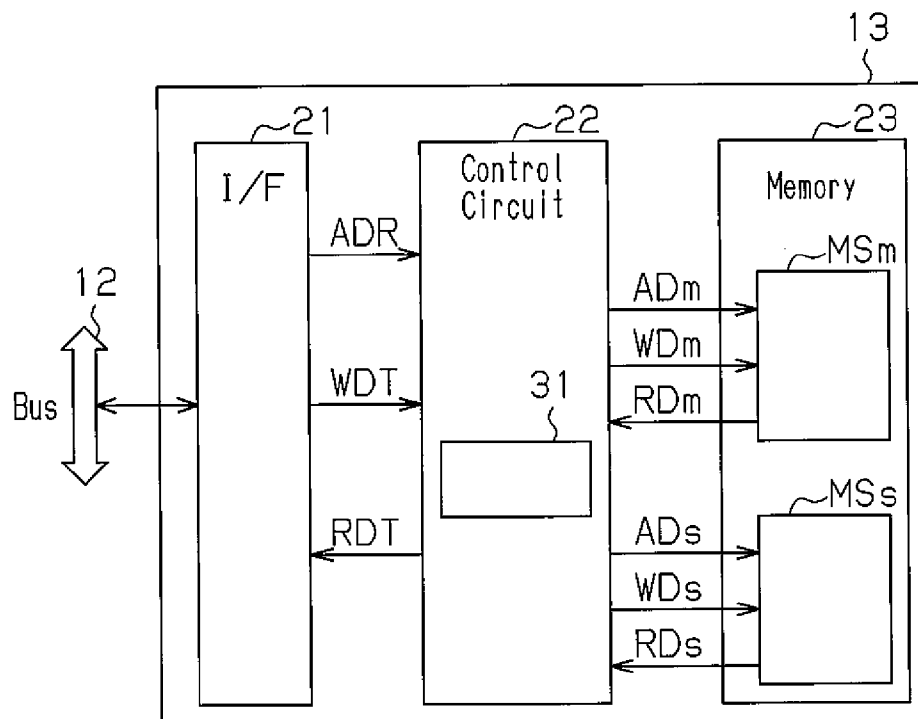 13
21
22
23
I/F
Control
Circuit
Memory
ADR
MSm
12
ADm
WDm
WDT
RDm
Bus
31
MSs
RDT
ADs
WDs
RDs